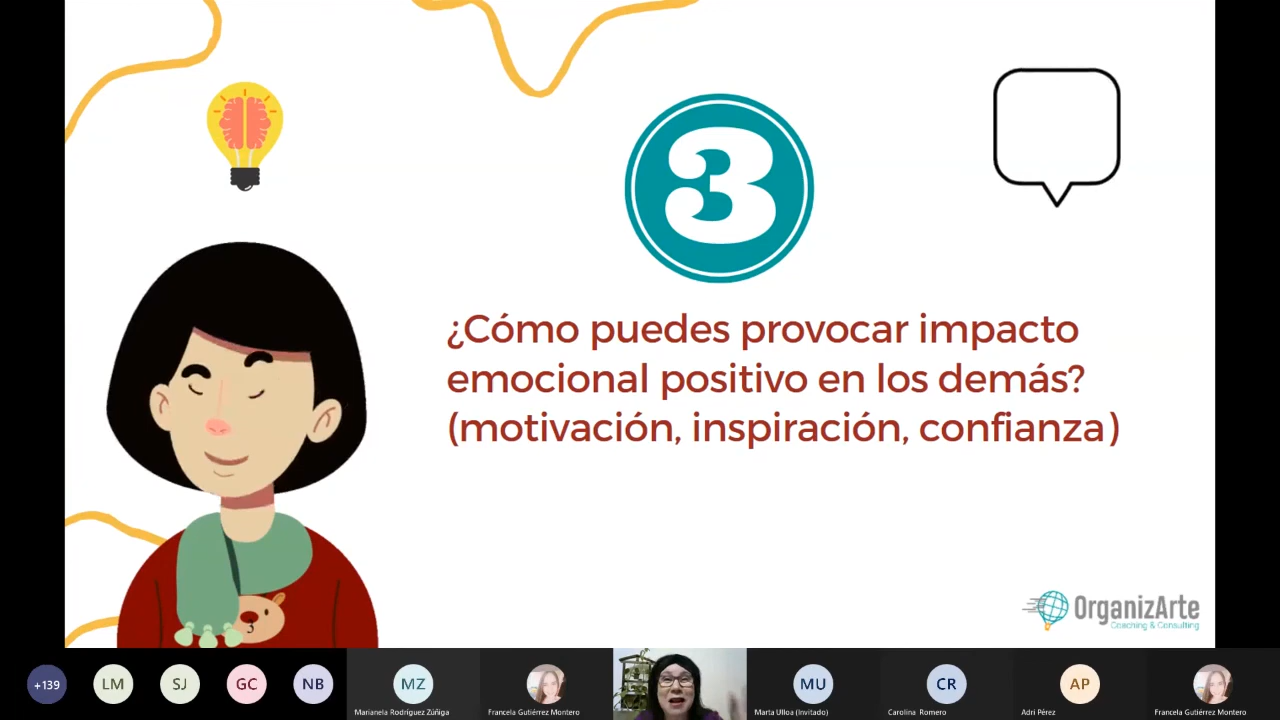 3
¿Cómo puedes provocar impacto
emocional positivo en los demás?
(motivación, inspiración, confianza)
OrganizArte
Coaching & Consulting
+139
LM
SJ
GC
NB
MZ
MU
CR
AP
Marianela Rodríguez Zúñiga
Francela Gutiérrez Montero
Marta Ulloa (Invitado)
Carolina Romero
Adri Pérez
Francela Gutiérrez Montero